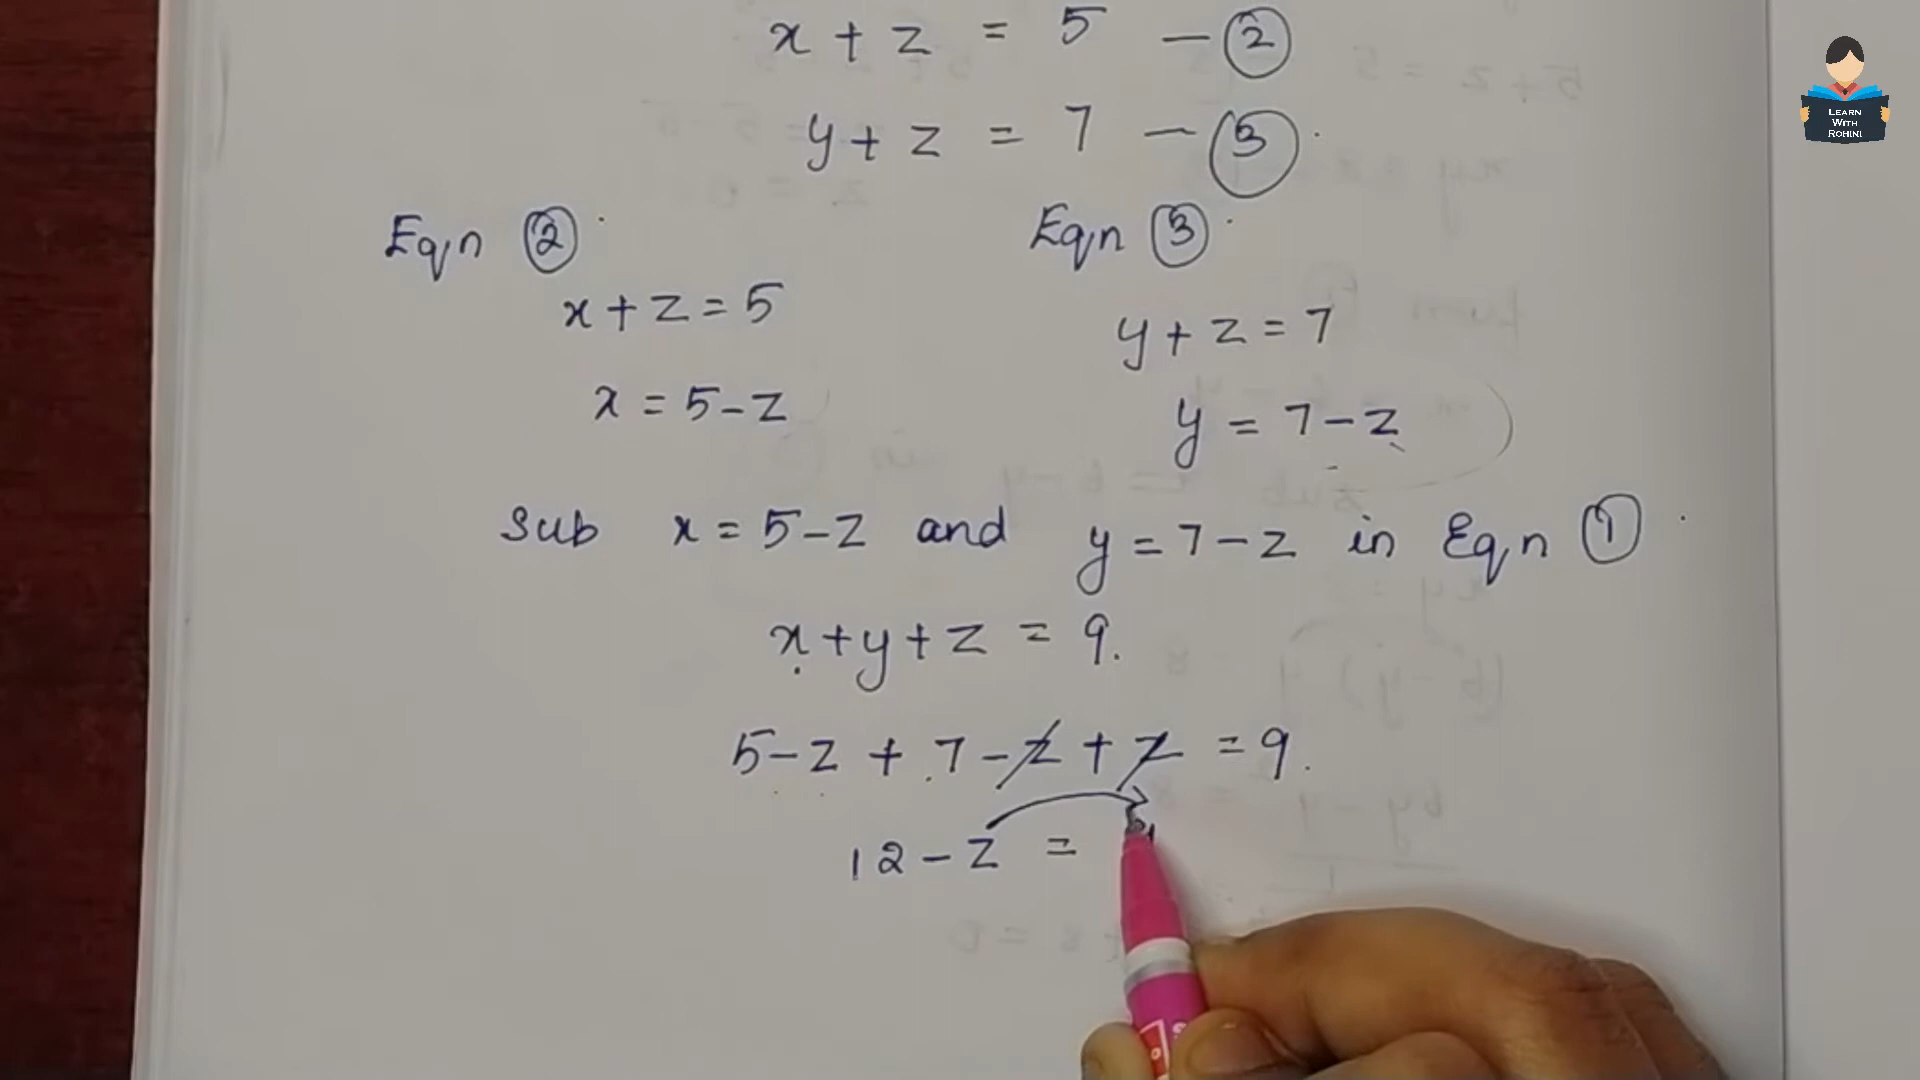 x + z = 5 — ②
y + z = 7 — ③
Eqn ②
x + z = 5
x = 5 - z
Eqn ③
y + z = 7
y = 7 - z
Sub x = 5 - z and y = 7 - z in Eqn ①
x + y + z = 9.
5 - z + 7 - z + z = 9.
12 - z =
LEARN
WITH
ROHINI